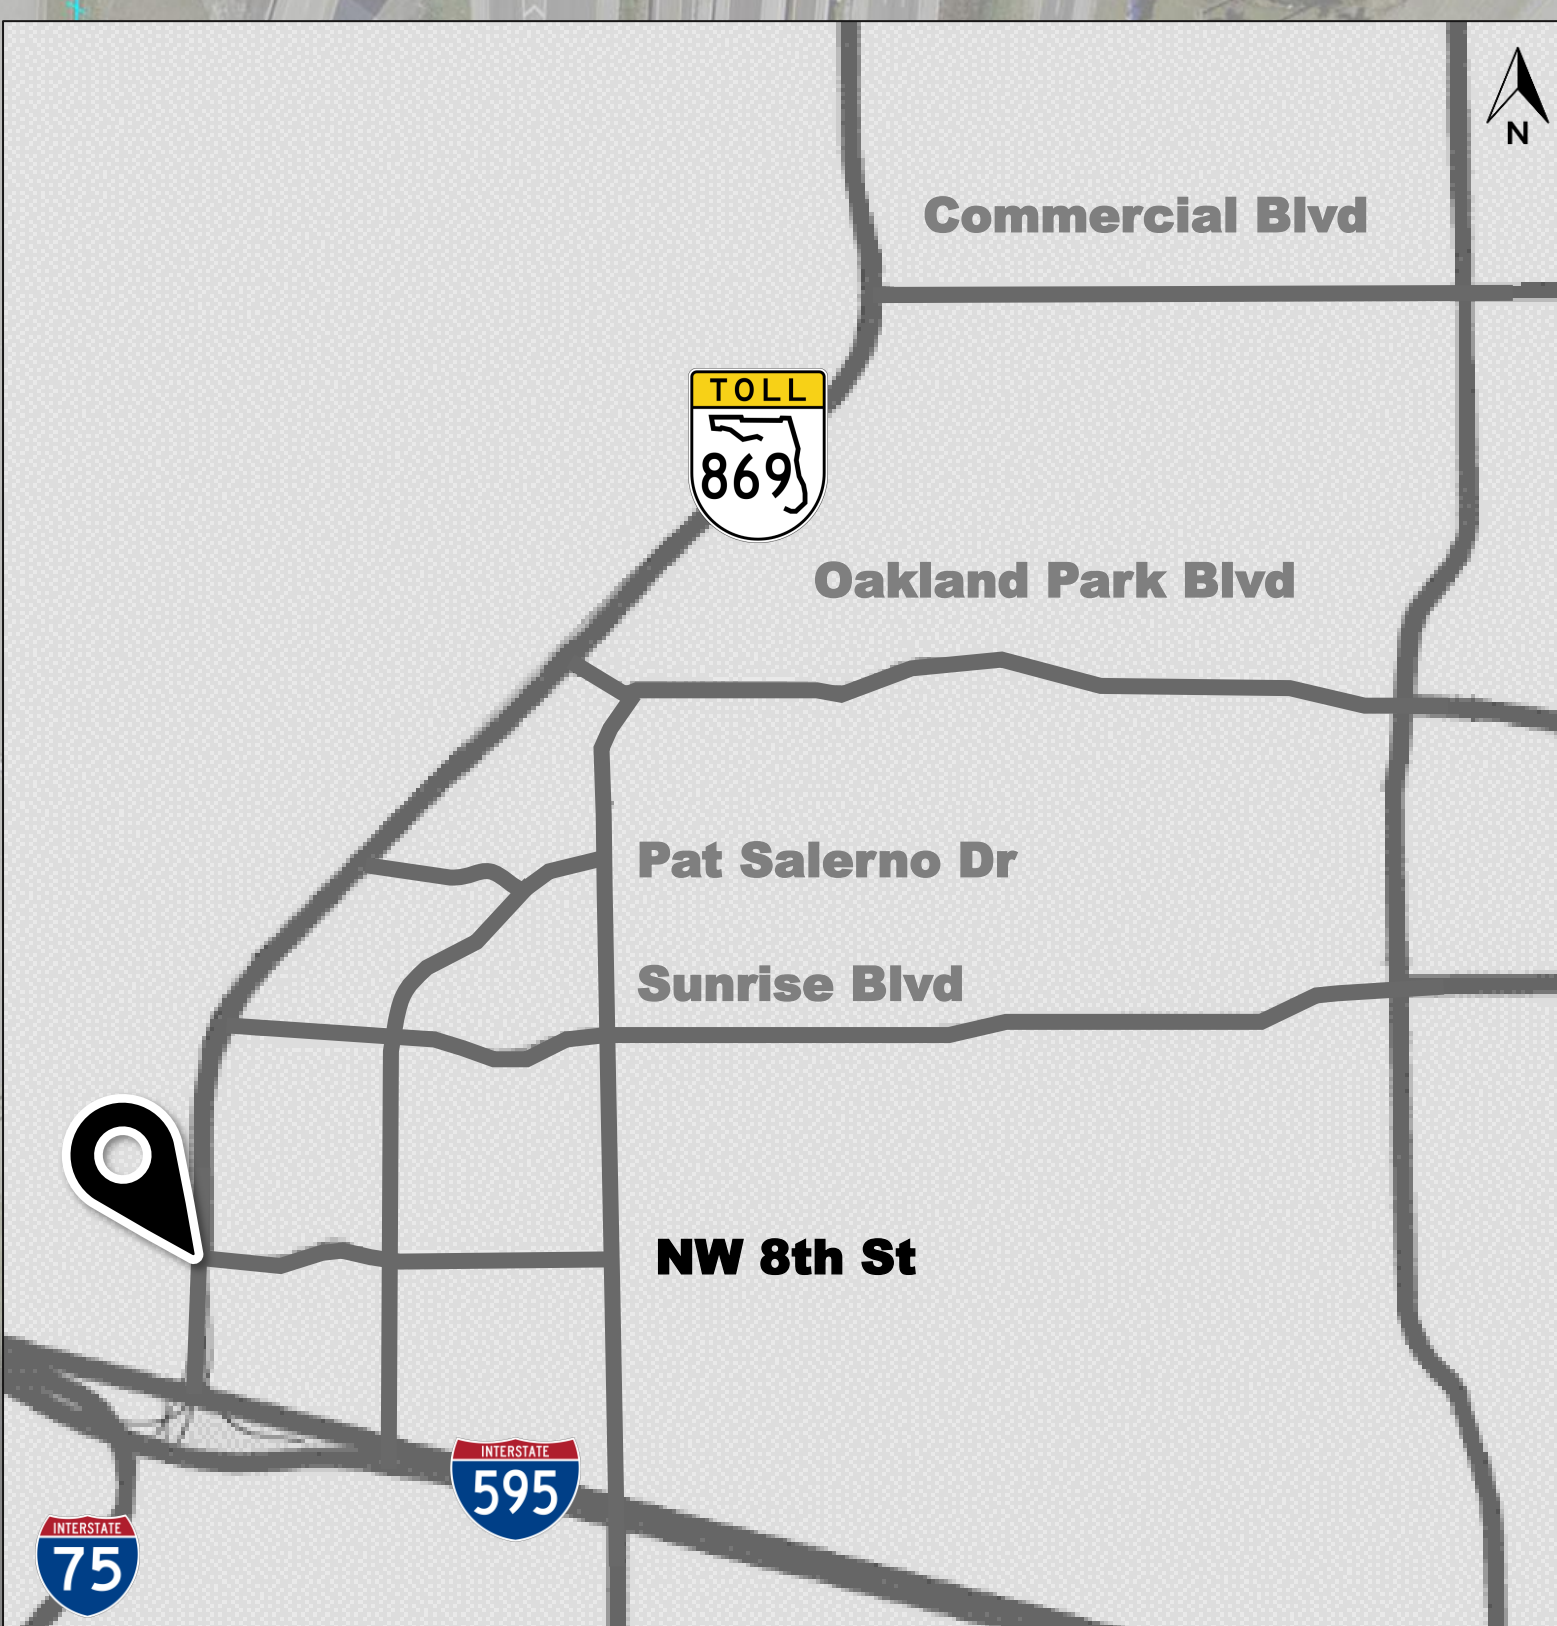 N
Commercial Blvd
TOLL
869
Oakland Park Blvd
Pat Salerno Dr
Sunrise Blvd
NW 8th St
INTERSTATE
595
INTERSTATE
75